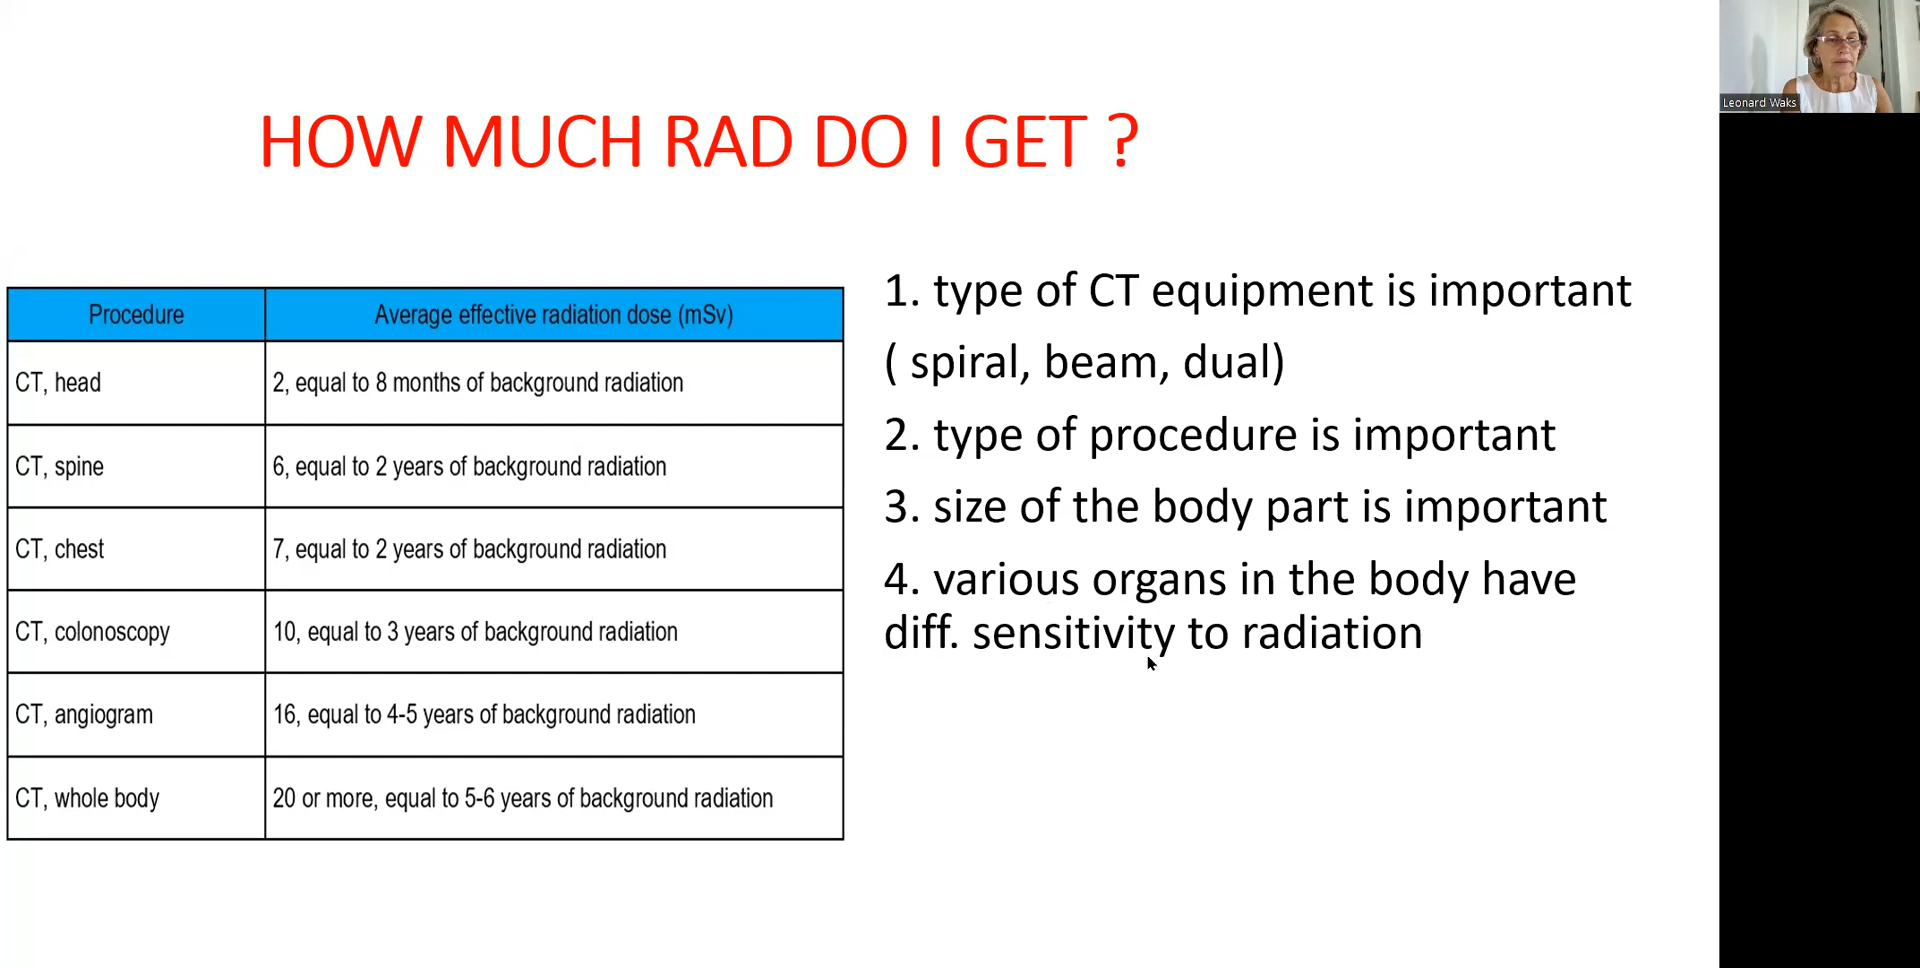 HOW MUCH RAD DO I GET ?
Leonard Waks
Procedure Average effective radiation dose (mSv)
CT, head 2, equal to 8 months of background radiation
CT, spine 6, equal to 2 years of background radiation
CT, chest 7, equal to 2 years of background radiation
CT, colonoscopy 10, equal to 3 years of background radiation
CT, angiogram 16, equal to 4-5 years of background radiation
CT, whole body 20 or more, equal to 5-6 years of background radiation
1. type of CT equipment is important
( spiral, beam, dual)
2. type of procedure is important
3. size of the body part is important
4. various organs in the body have
diff. sensitivity to radiation